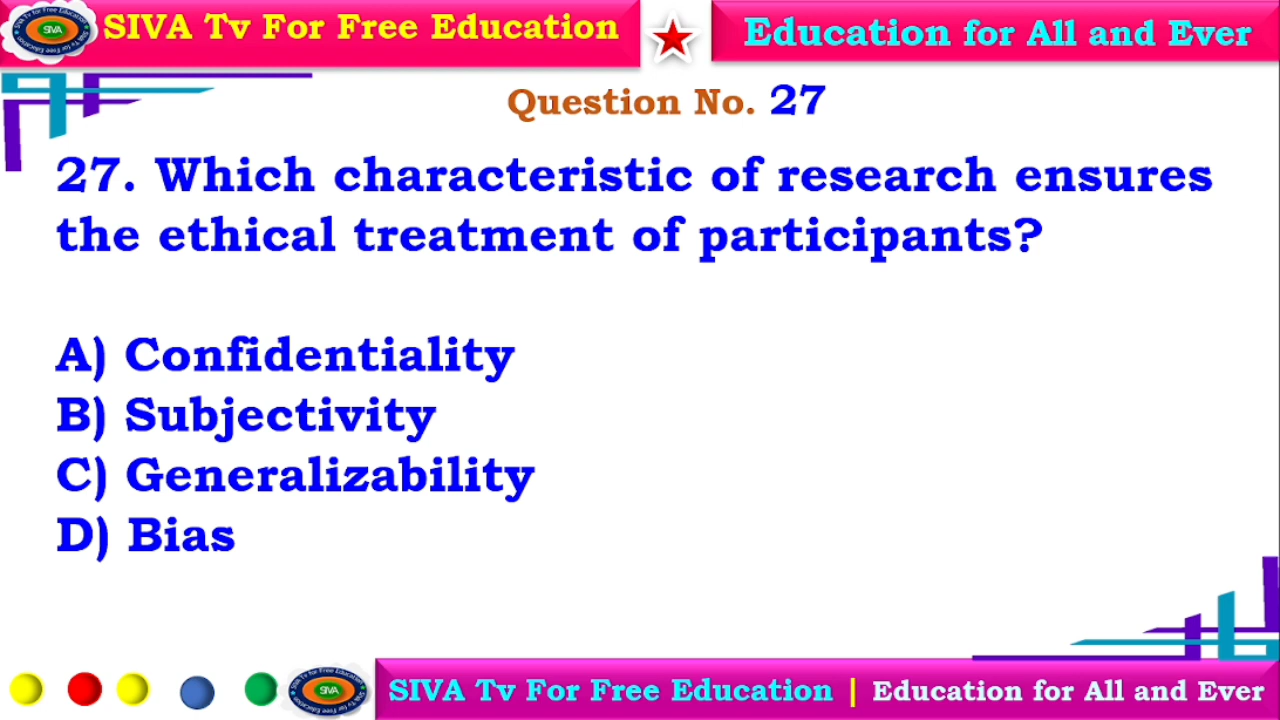 SIVA Tv For Free Education
Education for All and Ever
Question No. 27
27. Which characteristic of research ensures
the ethical treatment of participants?
A) Confidentiality
B) Subjectivity
C) Generalizability
D) Bias
SIVA
SIVA Tv For Free Education | Education for All and Ever